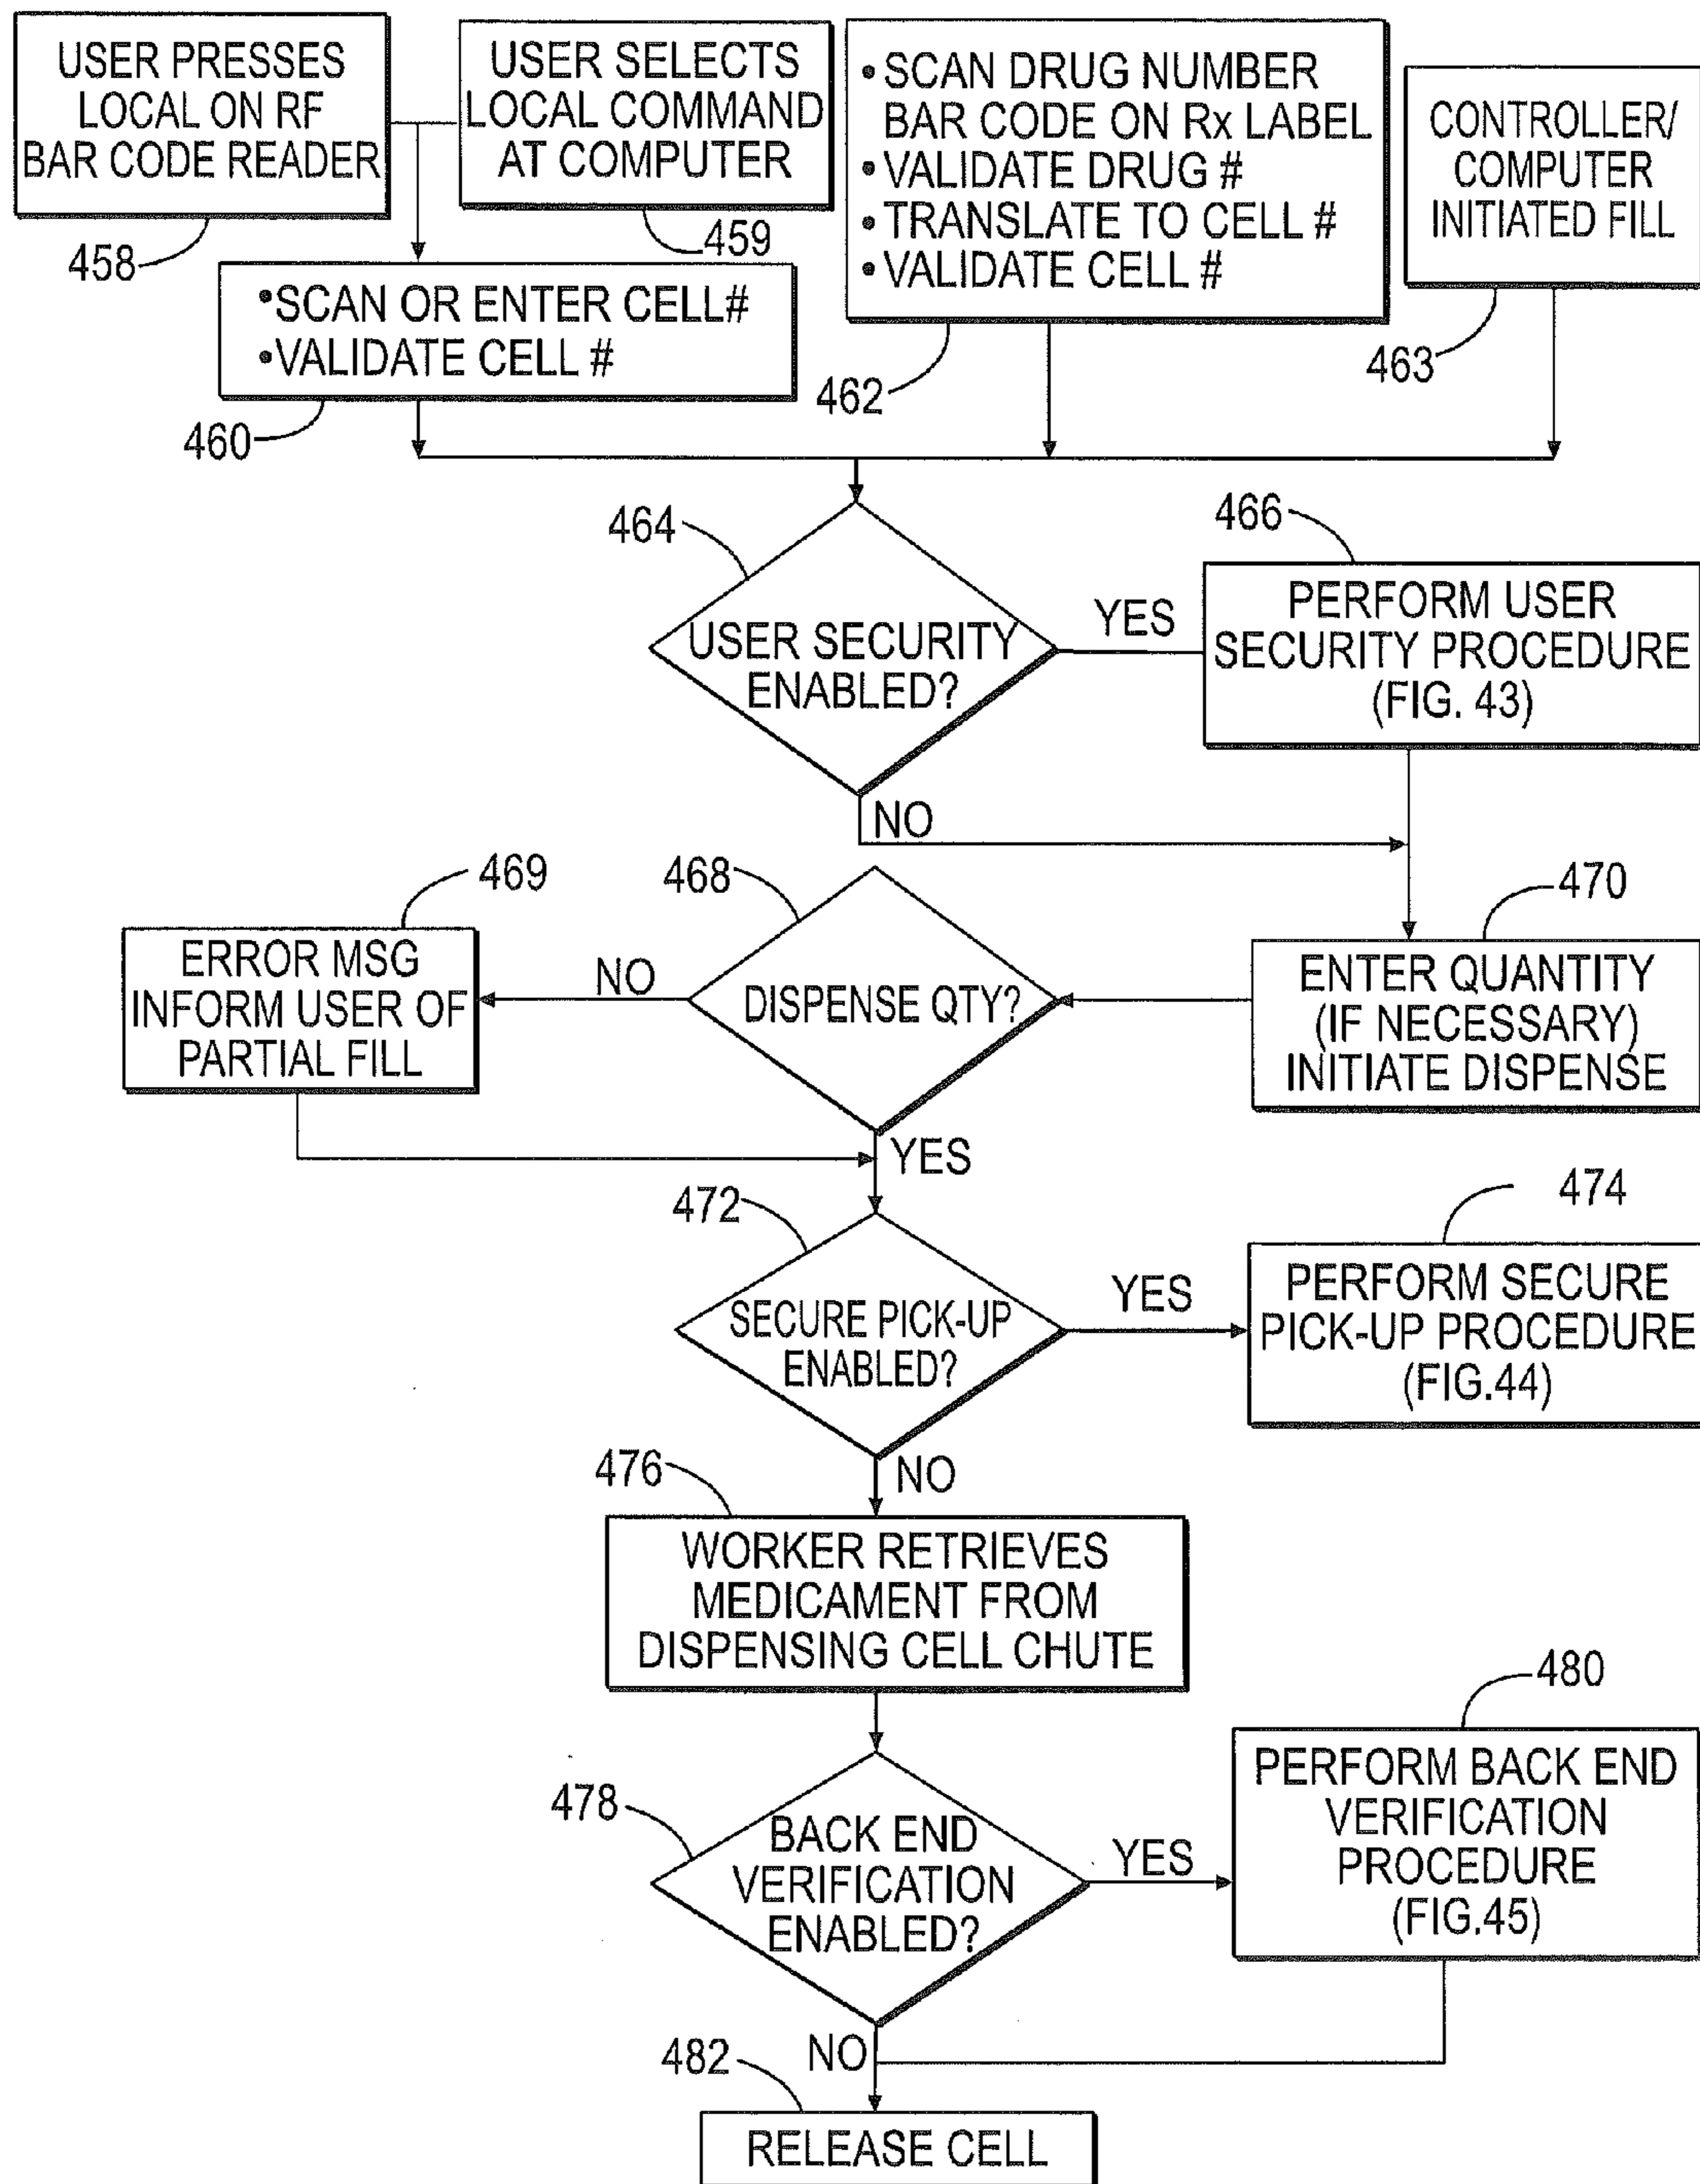 USER PRESSES
LOCAL ON RF
BAR CODE READER
458
USER SELECTS
LOCAL COMMAND
AT COMPUTER
459
•SCAN DRUG NUMBER
BAR CODE ON Rx LABEL
•VALIDATE DRUG #
•TRANSLATE TO CELL #
•VALIDATE CELL #
462
CONTROLLER/
COMPUTER
INITIATED FILL
463
•SCAN OR ENTER CELL#
•VALIDATE CELL #
460
464
USER SECURITY
ENABLED?
YES
NO
466
PERFORM USER
SECURITY PROCEDURE
(FIG. 43)
470
ENTER QUANTITY
(IF NECESSARY)
INITIATE DISPENSE
468
DISPENSE QTY?
NO
YES
469
ERROR MSG
INFORM USER OF
PARTIAL FILL
472
SECURE PICK-UP
ENABLED?
YES
NO
474
PERFORM SECURE
PICK-UP PROCEDURE
(FIG.44)
476
WORKER RETRIEVES
MEDICAMENT FROM
DISPENSING CELL CHUTE
478
BACK END
VERIFICATION
ENABLED?
YES
NO
480
PERFORM BACK END
VERIFICATION
PROCEDURE
(FIG.45)
482
RELEASE CELL